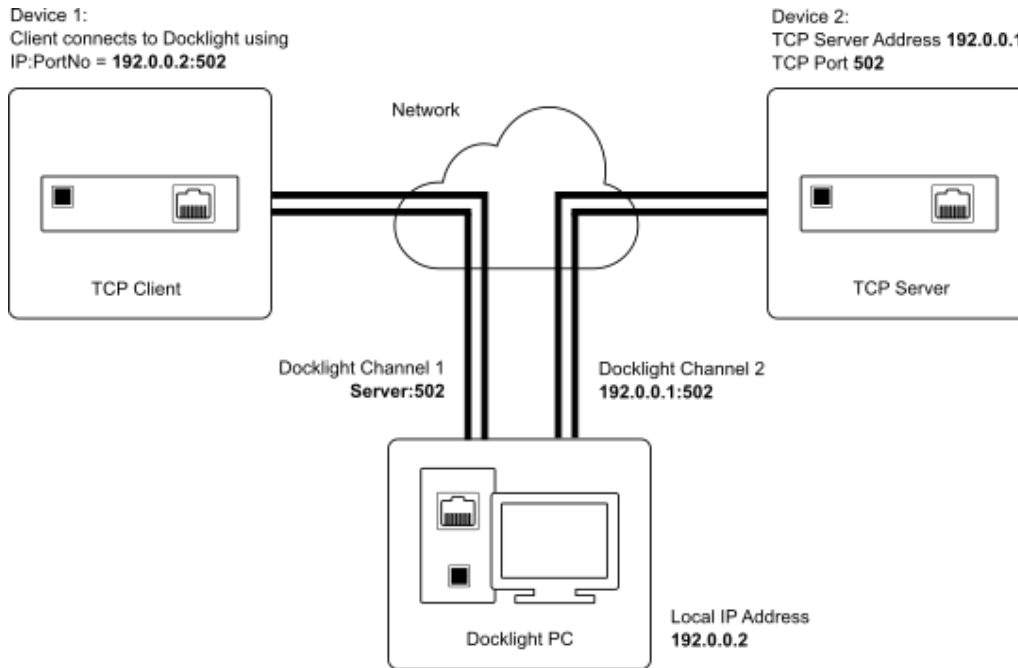 Device 1:
Client connects to Docklight using
IP:PortNo = 192.0.0.2:502
Device 2:
TCP Server Address 192.0.0.1
TCP Port 502
Network
TCP Client
TCP Server
Docklight Channel 1
Server:502
Docklight Channel 2
192.0.0.1:502
Docklight PC
Local IP Address
192.0.0.2